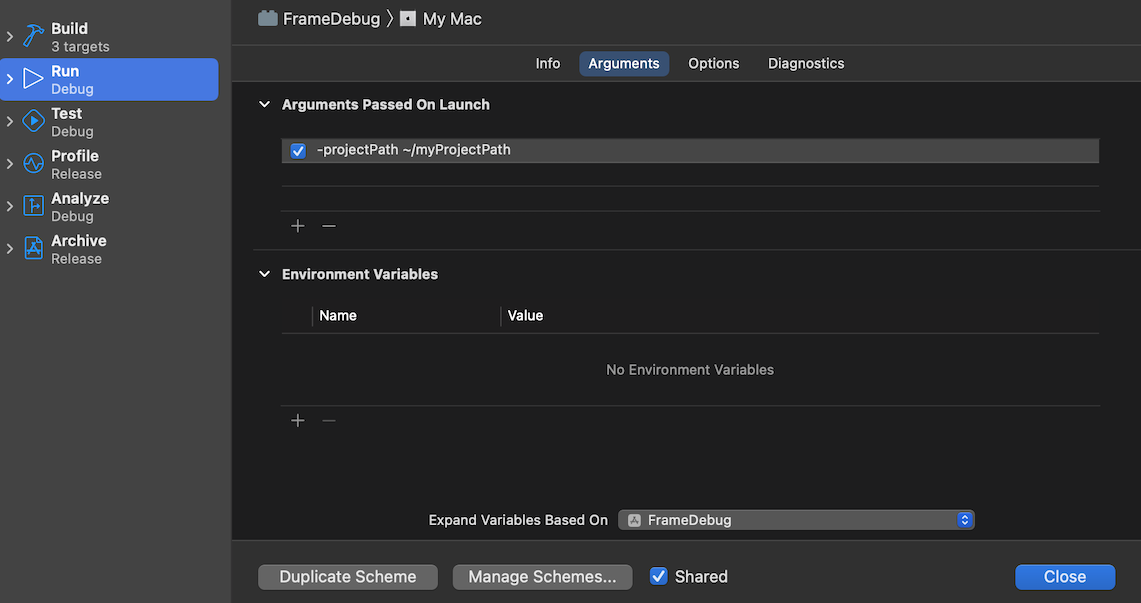 Build
3 targets
Run
Debug
Test
Debug
Profile
Release
Analyze
Debug
Archive
Release
FrameDebug 〉 My Mac
Info Arguments Options Diagnostics
Arguments Passed On Launch
-projectPath ~/myProjectPath
Environment Variables
Name Value
No Environment Variables
Expand Variables Based On FrameDebug
Duplicate Scheme Manage Schemes... Shared Close